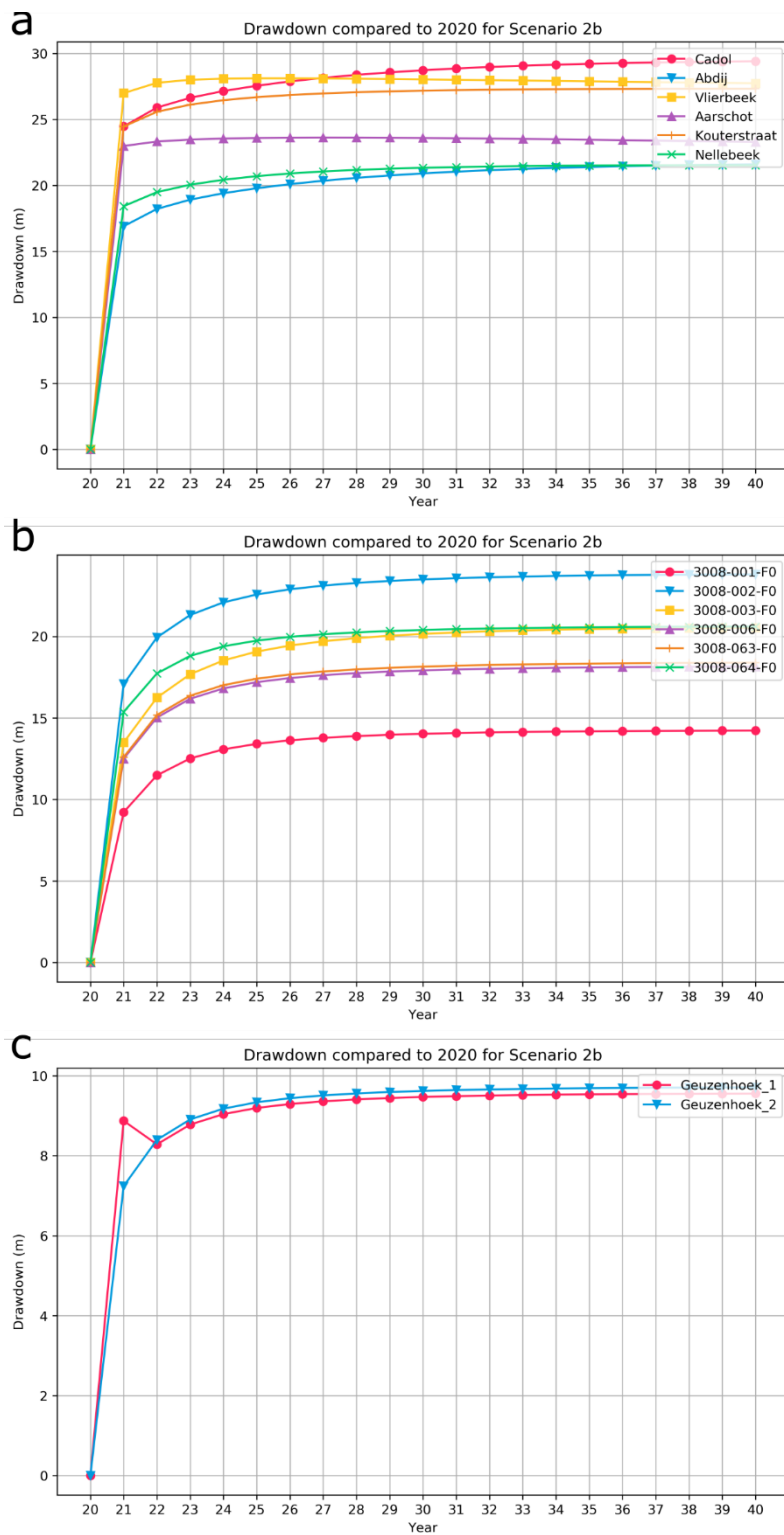 a
Drawdown compared to 2020 for Scenario 2b
30
25
20
15
10
5
0
Drawdown (m)
Cadol
Abdij
Vlierbeek
Aarschot
Kouterstraat
Nellebeek
20 21 22 23 24 25 26 27 28 29 30 31 32 33 34 35 36 37 38 39 40
Year
b
Drawdown compared to 2020 for Scenario 2b
20
15
10
5
0
Drawdown (m)
3008-001-F0
3008-002-F0
3008-003-F0
3008-006-F0
3008-063-F0
3008-064-F0
20 21 22 23 24 25 26 27 28 29 30 31 32 33 34 35 36 37 38 39 40
Year
c
Drawdown compared to 2020 for Scenario 2b
10
8
6
4
2
0
Drawdown (m)
Geuzenhoek_1
Geuzenhoek_2
20 21 22 23 24 25 26 27 28 29 30 31 32 33 34 35 36 37 38 39 40
Year